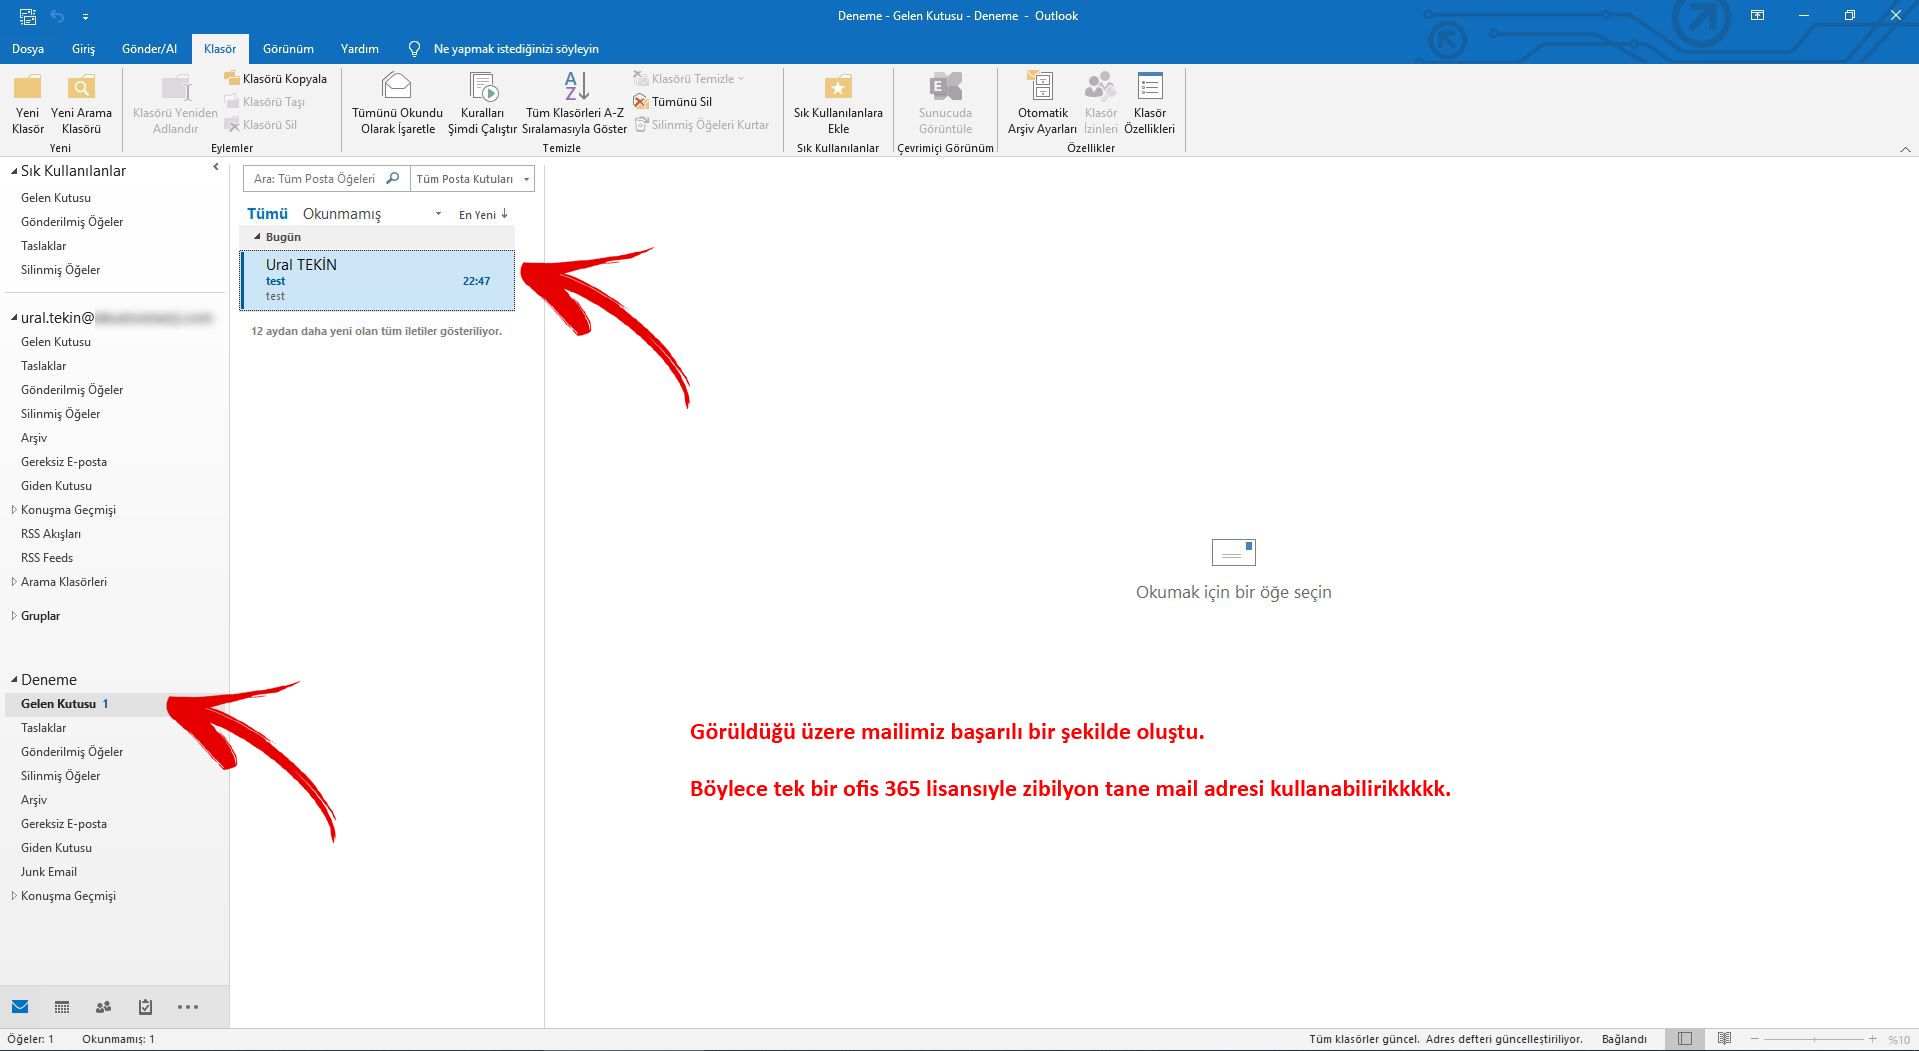 Deneme - Gelen Kutusu - Deneme - Outlook
Dosya Giriş Gönder/Al Klasör Görünüm Yardım Ne yapmak istediğinizi söyleyin
Yeni Klasör
Yeni Arama Klasörü
Yeni
Klasörü Yeniden Adlandır
Klasörü Kopyala
Klasörü Taşı
Klasörü Sil
Eylemler
Tümünü Okundu Olarak İşaretle
Kuralları Şimdi Çalıştır
Tüm Klasörleri A-Z Sıralamasıyla Göster
Klasörü Temizle
Tümünü Sil
Silinmiş Öğeleri Kurtar
Temizle
Sık Kullanılanlara Ekle
Sık Kullanılanlar
Sunucuda Görüntüle
Çevrimiçi Görünüm
Otomatik Arşiv Ayarları
Klasör İzinleri
Klasör Özellikleri
Özellikler
Sık Kullanılanlar
Gelen Kutusu
Gönderilmiş Öğeler
Taslaklar
Silinmiş Öğeler
ural.tekin@
Gelen Kutusu
Taslaklar
Gönderilmiş Öğeler
Silinmiş Öğeler
Arşiv
Gereksiz E-posta
Giden Kutusu
Konuşma Geçmişi
RSS Akışları
RSS Feeds
Arama Klasörleri
Gruplar
Deneme
Gelen Kutusu 1
Taslaklar
Gönderilmiş Öğeler
Silinmiş Öğeler
Arşiv
Gereksiz E-posta
Giden Kutusu
Junk Email
Konuşma Geçmişi
Ara: Tüm Posta Öğeleri Tüm Posta Kutuları
Tümü Okunmamış En Yeni
Bugün
Ural TEKİN
test 22:47
test
12 aydan daha yeni olan tüm iletiler gösteriliyor.
Okumak için bir öğe seçin
Görüldüğü üzere mailimiz başarılı bir şekilde oluştu.
Böylece tek bir ofis 365 lisansıyle zibilyon tane mail adresi kullanabilirikkkkk.
Öğeler: 1 Okunmamış: 1 Tüm klasörler güncel. Adres defteri güncelleştiriliyor. Bağlandı %10